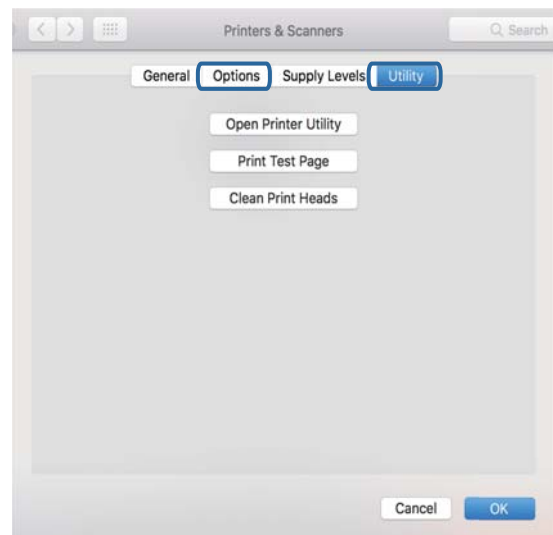 Printers & Scanners Search
General Options Supply Levels Utility
Open Printer Utility
Print Test Page
Clean Print Heads
Cancel OK